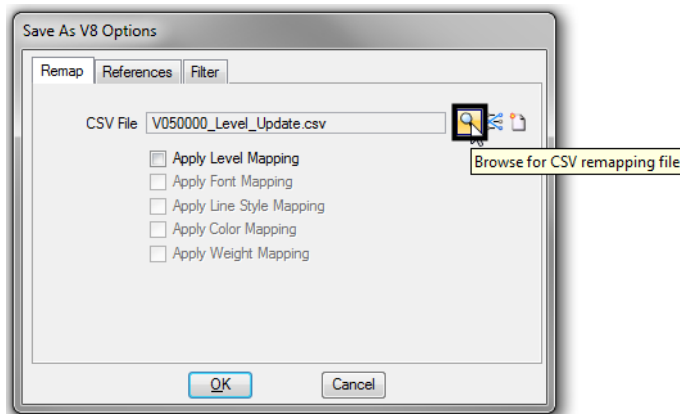 Save As V8 Options
Remap References Filter
CSV File V050000_Level_Update.csv
Browse for CSV remapping file
Apply Level Mapping
Apply Font Mapping
Apply Line Style Mapping
Apply Color Mapping
Apply Weight Mapping
OK Cancel